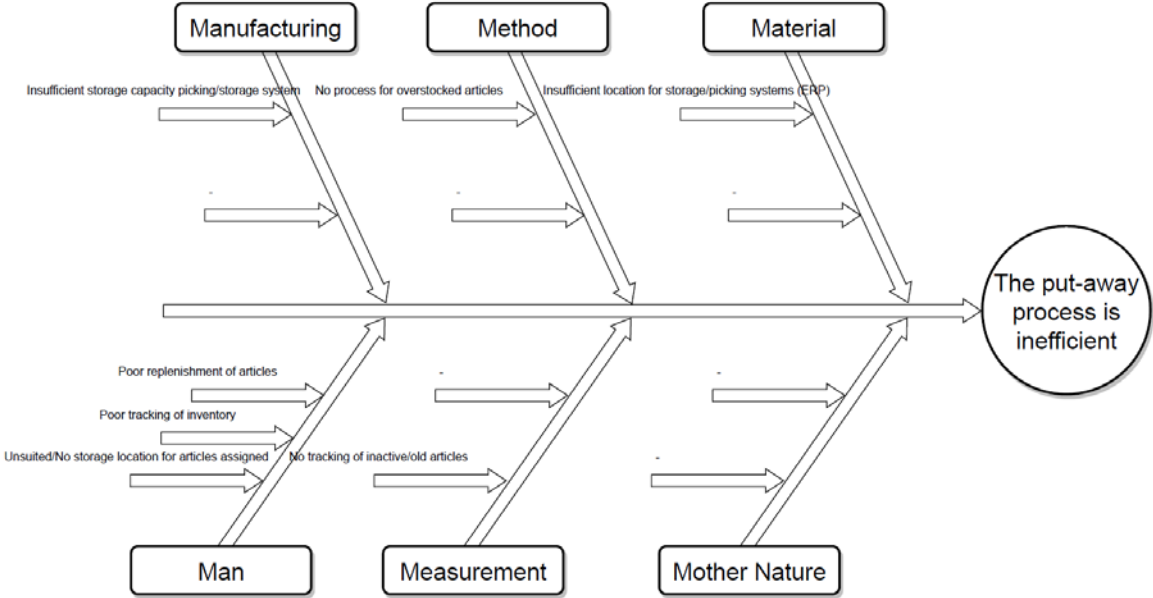 Manufacturing
Method
Material
Insufficient storage capacity picking/storage system
No process for overstocked articles
Insufficient location for storage/picking systems (ERP)
-
-
-
The put-away
process is
inefficient
Poor replenishment of articles
-
-
Poor tracking of inventory
Unsuited/No storage location for articles assigned
No tracking of inactive/old articles
-
Man
Measurement
Mother Nature